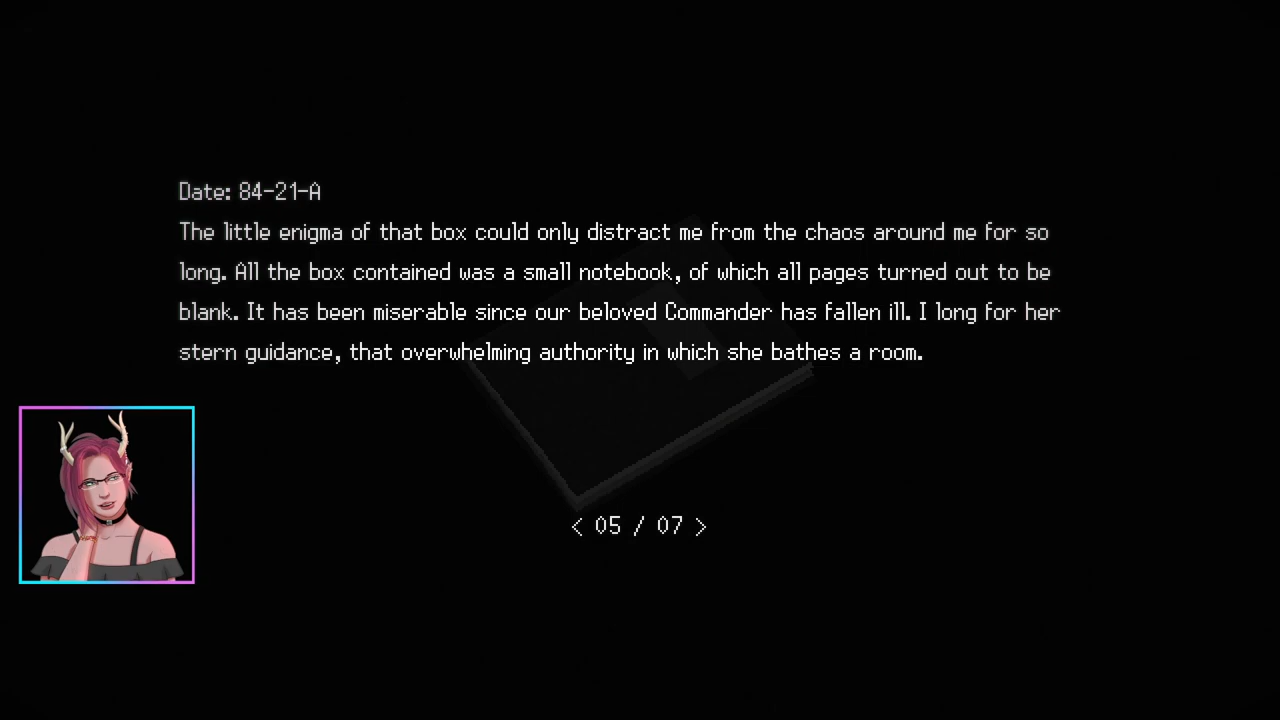 Date: 84-21-A
The little enigma of that box could only distract me from the chaos around me for so
long. All the box contained was a small notebook, of which all pages turned out to be
blank. It has been miserable since our beloved Commander has fallen ill. I long for her
stern guidance, that overwhelming authority in which she bathes a room.
< 05 / 07 >